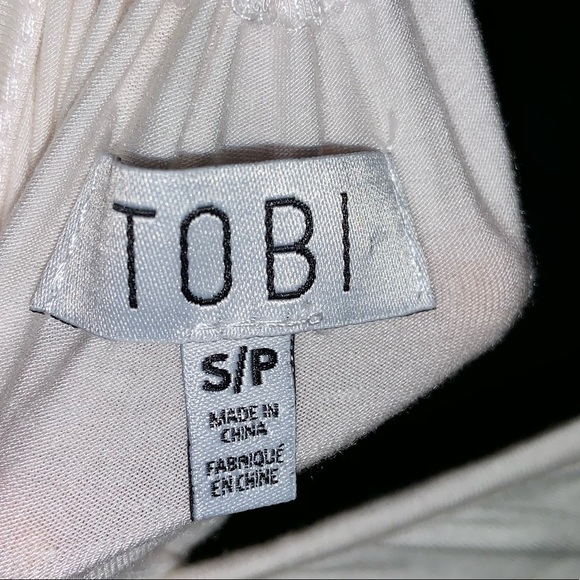 TOBI
S/P
MADE IN
CHINA
FABRIQUÉ
EN CHINE